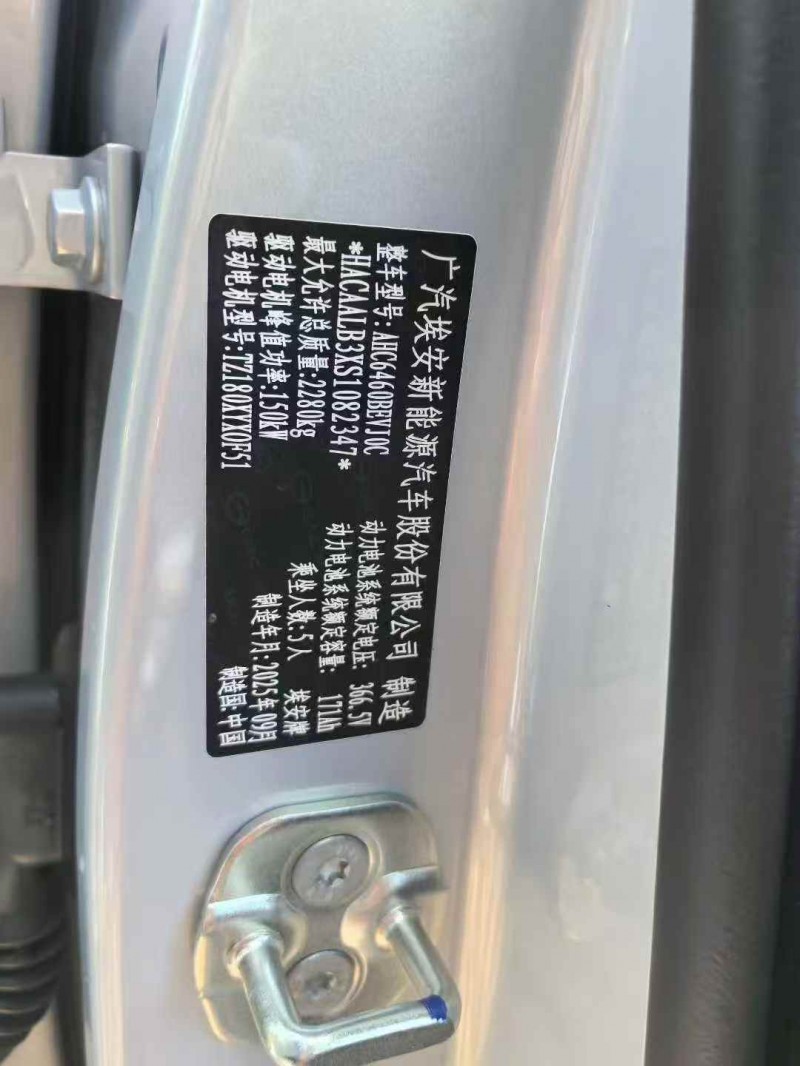 广汽埃安新能源汽车股份有限公司 制造
整车型号: AHC6460BEVJ0C 动力电池系统额定电压: 366.5V
*HACAALB3XS1082347* 动力电池系统额定容量: 171Ah
最大允许总质量:2280kg 乘坐人数:5人 埃安牌
驱动电机峰值功率:150kW 制造年月:2025年09月
驱动电机型号:TZ180XYX0F51 制造国:中国